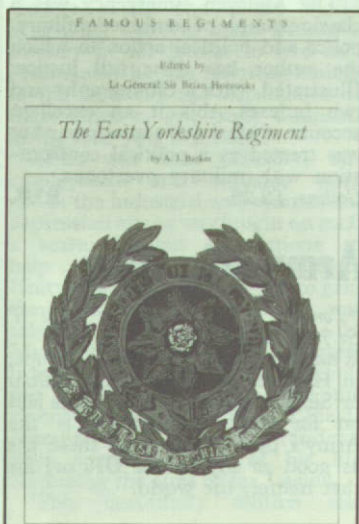 FAMOUS REGIMENTS
Edited by
Lt-General Sir Brian Horrocks
The East Yorkshire Regiment
by A. J. Barker